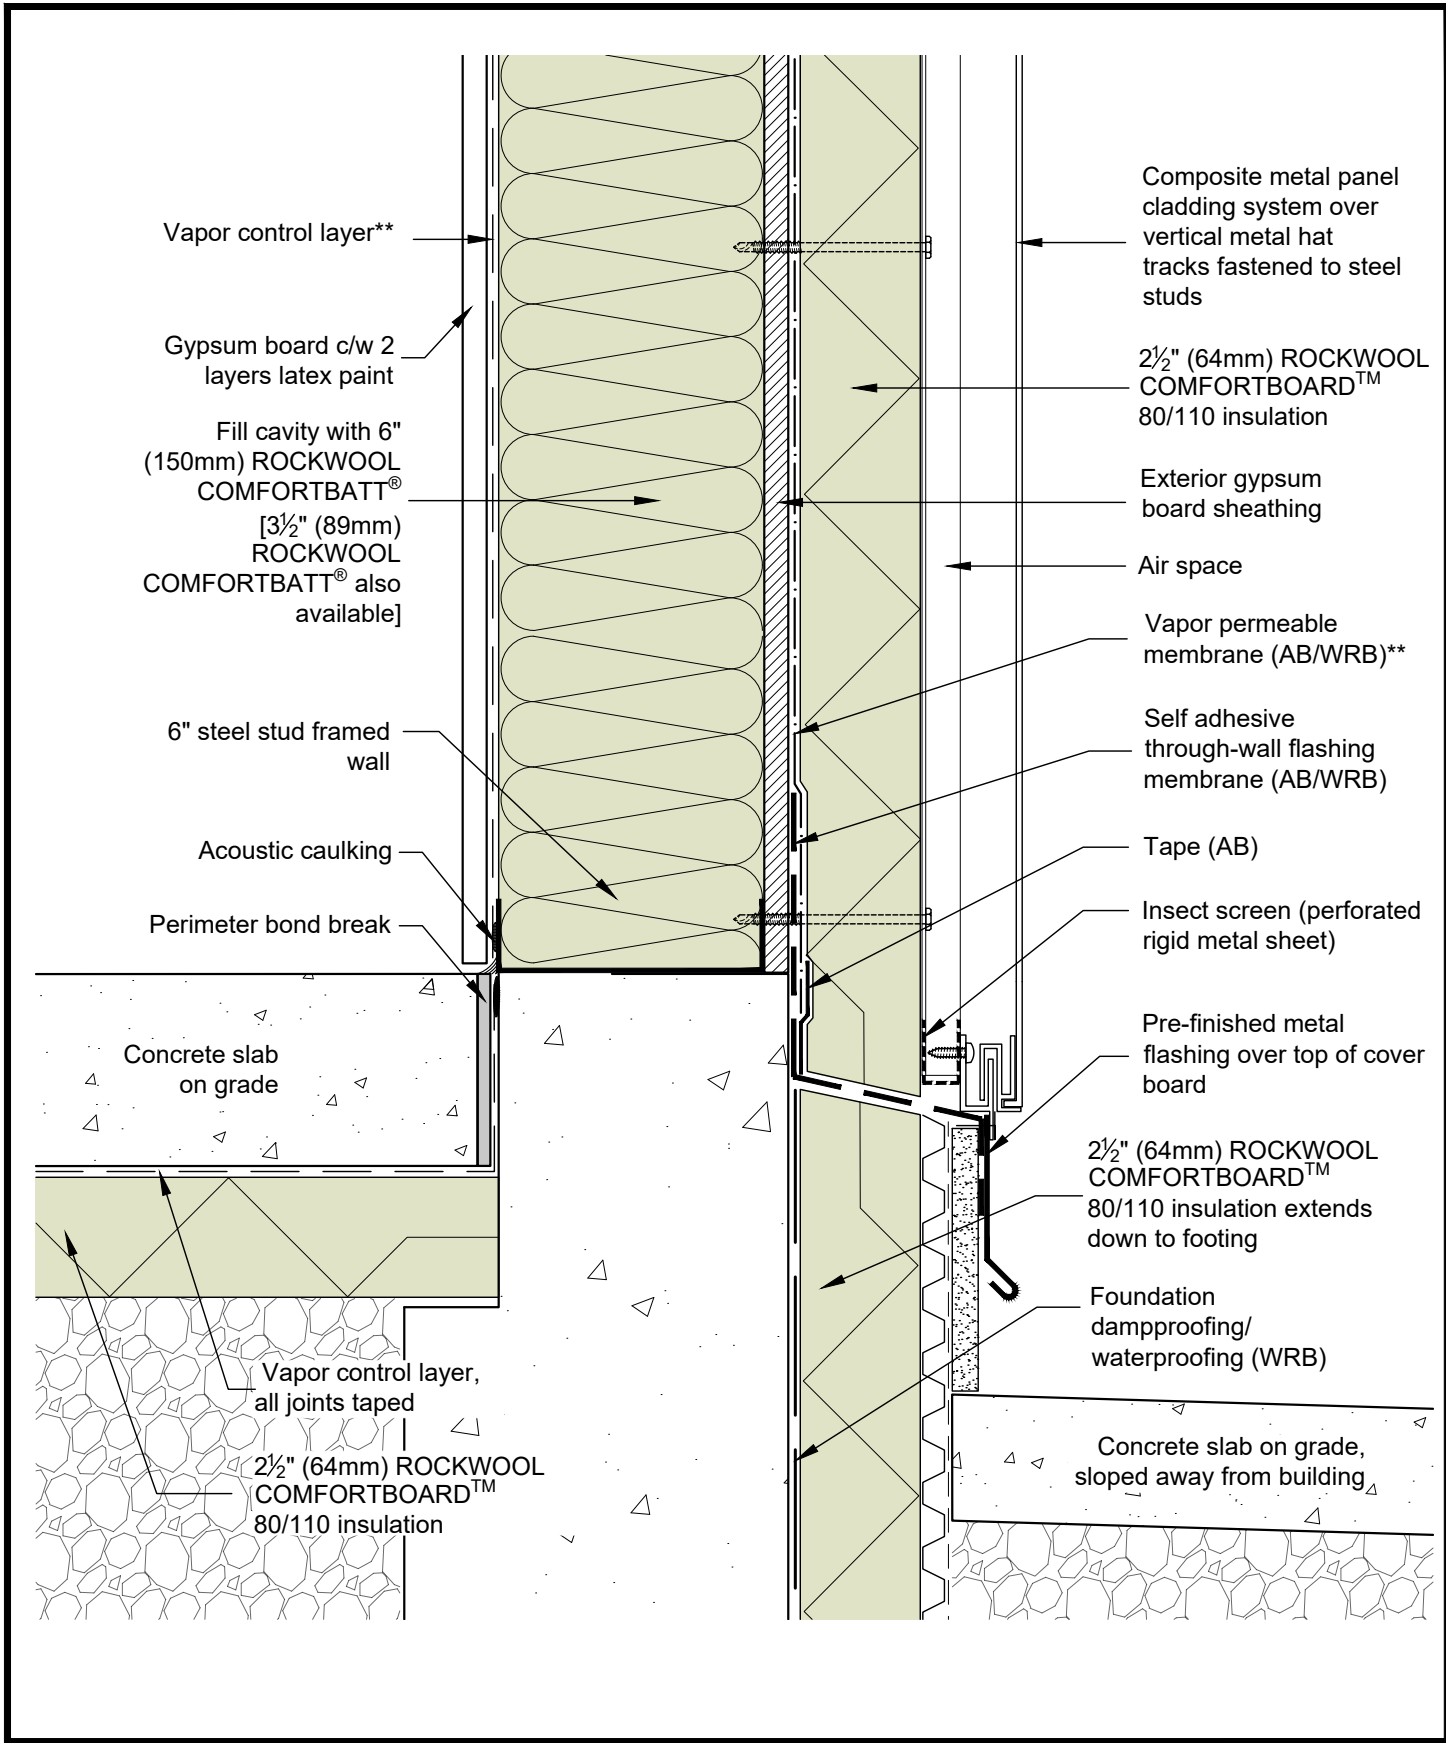 Vapor control layer**
Gypsum board c/w 2
layers latex paint
Fill cavity with 6"
(150mm) ROCKWOOL
COMFORTBATT®
[3½" (89mm)
ROCKWOOL
COMFORTBATT® also
available]
6" steel stud framed
wall
Acoustic caulking
Perimeter bond break
Concrete slab
on grade
Vapor control layer,
all joints taped
2½" (64mm) ROCKWOOL
COMFORTBOARD™
80/110 insulation
Composite metal panel
cladding system over
vertical metal hat
tracks fastened to steel
studs
2½" (64mm) ROCKWOOL
COMFORTBOARD™
80/110 insulation
Exterior gypsum
board sheathing
Air space
Vapor permeable
membrane (AB/WRB)**
Self adhesive
through-wall flashing
membrane (AB/WRB)
Tape (AB)
Insect screen (perforated
rigid metal sheet)
Pre-finished metal
flashing over top of cover
board
2½" (64mm) ROCKWOOL
COMFORTBOARD™
80/110 insulation extends
down to footing
Foundation
dampproofing/
waterproofing (WRB)
Concrete slab on grade,
sloped away from building